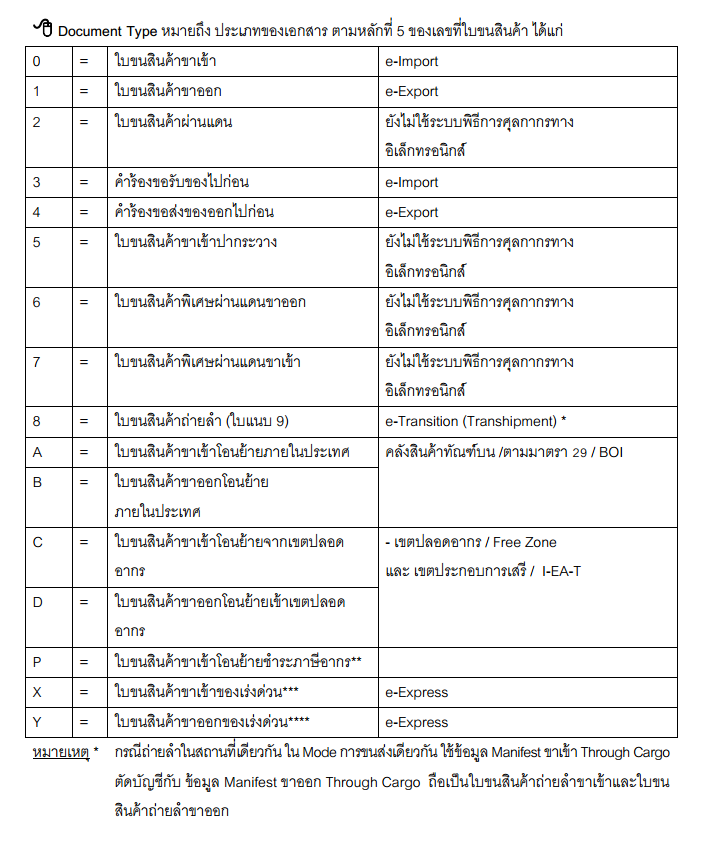 Document Type หมายถึง ประเภทของเอกสาร ตามหลักที่ 5 ของเลขที่ใบขนสินค้า ได้แก่
0 = ใบขนสินค้าขาเข้า e-Import
1 = ใบขนสินค้าขาออก e-Export
2 = ใบขนสินค้าผ่านแดน ยังไม่ใช้ระบบพิธีการศุลกากรทาง
อิเล็กทรอนิกส์
3 = คำร้องขอรับของไปก่อน e-Import
4 = คำร้องขอส่งของออกไปก่อน e-Export
5 = ใบขนสินค้าขาเข้าปากระวาง ยังไม่ใช้ระบบพิธีการศุลกากรทาง
อิเล็กทรอนิกส์
6 = ใบขนสินค้าพิเศษผ่านแดนขาออก ยังไม่ใช้ระบบพิธีการศุลกากรทาง
อิเล็กทรอนิกส์
7 = ใบขนสินค้าพิเศษผ่านแดนขาเข้า ยังไม่ใช้ระบบพิธีการศุลกากรทาง
อิเล็กทรอนิกส์
8 = ใบขนสินค้าถ่ายลำ (ใบแนบ 9) e-Transition (Transhipment) *
A = ใบขนสินค้าขาเข้าโอนย้ายภายในประเทศ คลังสินค้าทัณฑ์บน /ตามมาตรา 29 / BOI
B = ใบขนสินค้าขาออกโอนย้าย
ภายในประเทศ
C = ใบขนสินค้าขาเข้าโอนย้ายจากเขตปลอด - เขตปลอดอากร / Free Zone
อากร และ เขตประกอบการเสรี / I-EA-T
D = ใบขนสินค้าขาออกโอนย้ายเข้าเขตปลอด
อากร
P = ใบขนสินค้าขาเข้าโอนย้ายชำระภาษีอากร**
X = ใบขนสินค้าขาเข้าของเร่งด่วน*** e-Express
Y = ใบขนสินค้าขาออกของเร่งด่วน**** e-Express
หมายเหตุ * กรณีถ่ายลำในสถานที่เดียวกัน ใน Mode การขนส่งเดียวกัน ใช้ข้อมูล Manifest ขาเข้า Through Cargo
ตัดบัญชีกับ ข้อมูล Manifest ขาออก Through Cargo ถือเป็นใบขนสินค้าถ่ายลำขาเข้าและใบขน
สินค้าถ่ายลำขาออก